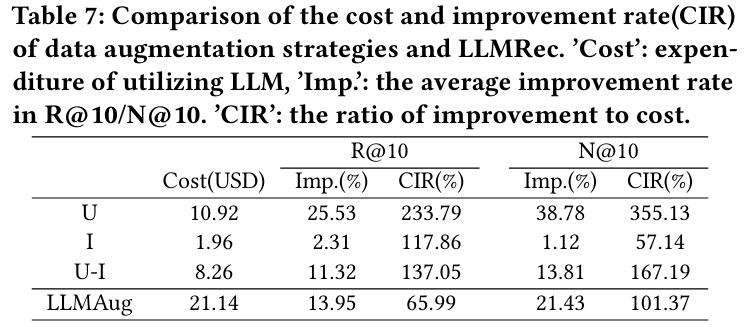 Table 7: Comparison of the cost and improvement rate(CIR)
of data augmentation strategies and LLMRec. ’Cost’: expen-
diture of utilizing LLM, ’Imp.’: the average improvement rate
in R@10/N@10. ’CIR’: the ratio of improvement to cost.
R@10 N@10
Cost(USD) Imp.(%) CIR(%) Imp.(%) CIR(%)
U 10.92 25.53 233.79 38.78 355.13
I 1.96 2.31 117.86 1.12 57.14
U-I 8.26 11.32 137.05 13.81 167.19
LLMAug 21.14 13.95 65.99 21.43 101.37